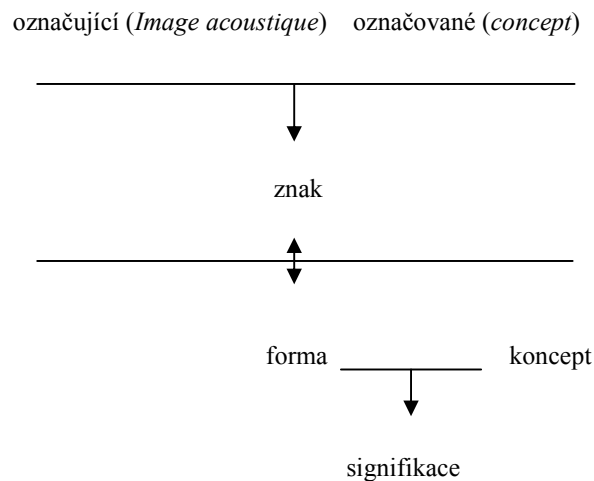 označující (Image acoustique) označované (concept)
znak
forma koncept
signifikace